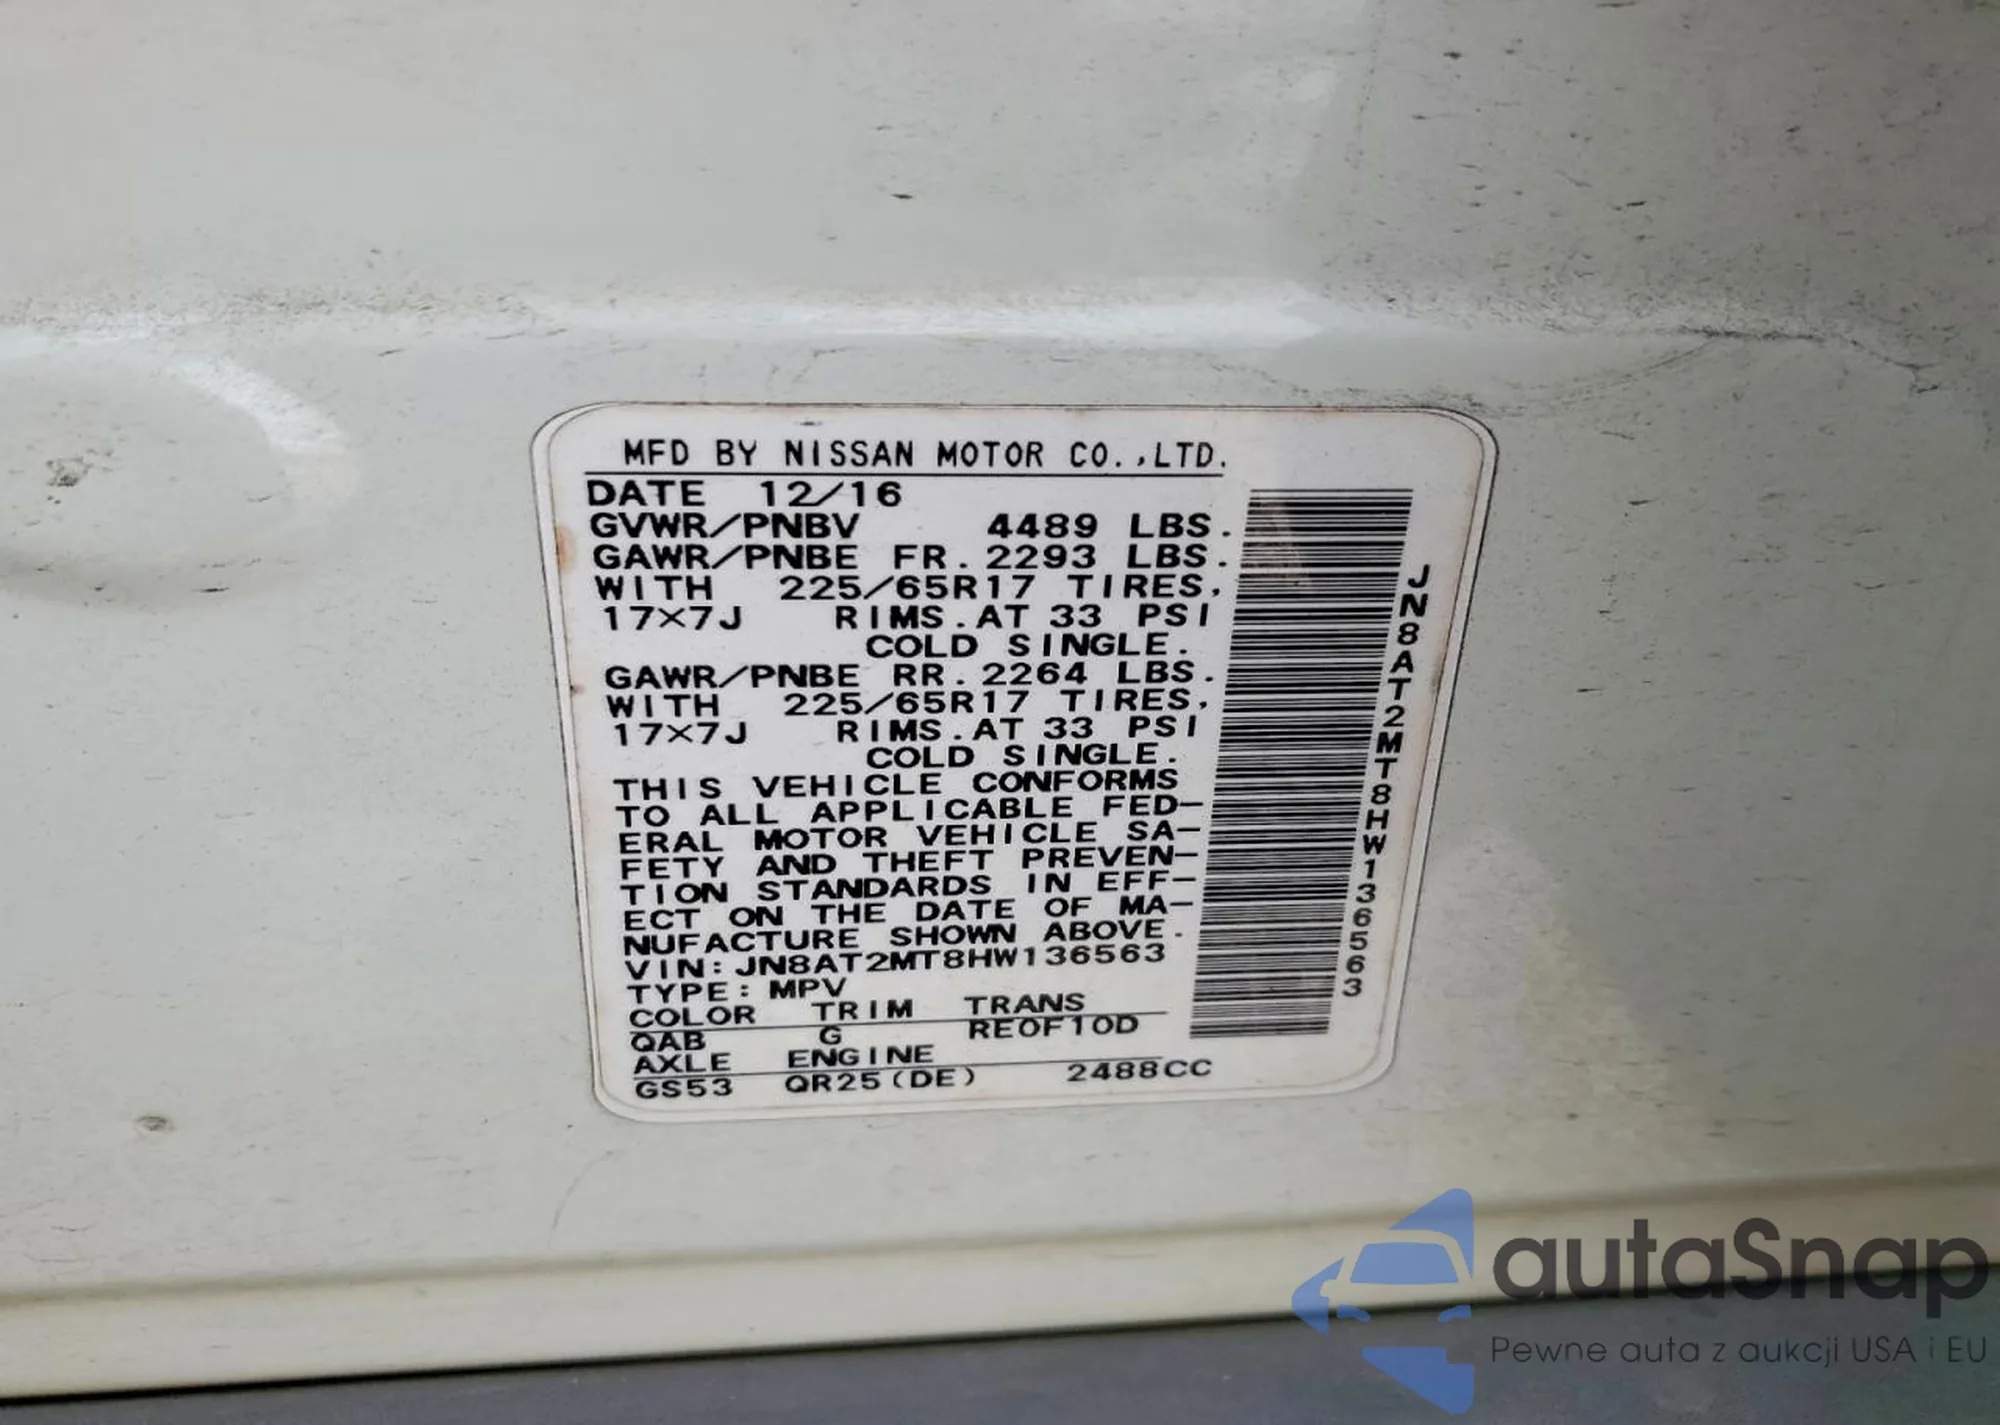 MFD BY NISSAN MOTOR CO.,LTD.
DATE 12/16
GVWR/PNBV 4489 LBS.
GAWR/PNBE FR. 2293 LBS.
WITH 225/65R17 TIRES,
17×7J RIMS. AT 33 PSI
COLD SINGLE.
GAWR/PNBE RR. 2264 LBS.
WITH 225/65R17 TIRES,
17×7J RIMS. AT 33 PSI
COLD SINGLE.
THIS VEHICLE CONFORMS
TO ALL APPLICABLE FED-
ERAL MOTOR VEHICLE SA-
FETY AND THEFT PREVEN-
TION STANDARDS IN EFF-
ECT ON THE DATE OF MA-
NUFACTURE SHOWN ABOVE.
VIN: JN8AT2MT8HW136563
TYPE: MPV
COLOR TRIM TRANS
QAB G RE0F10D
AXLE ENGINE
GS53 QR25(DE) 2488CC
JN8AT2MT8HW136563
autaSnap
Pewne auta z aukcji USA i EU